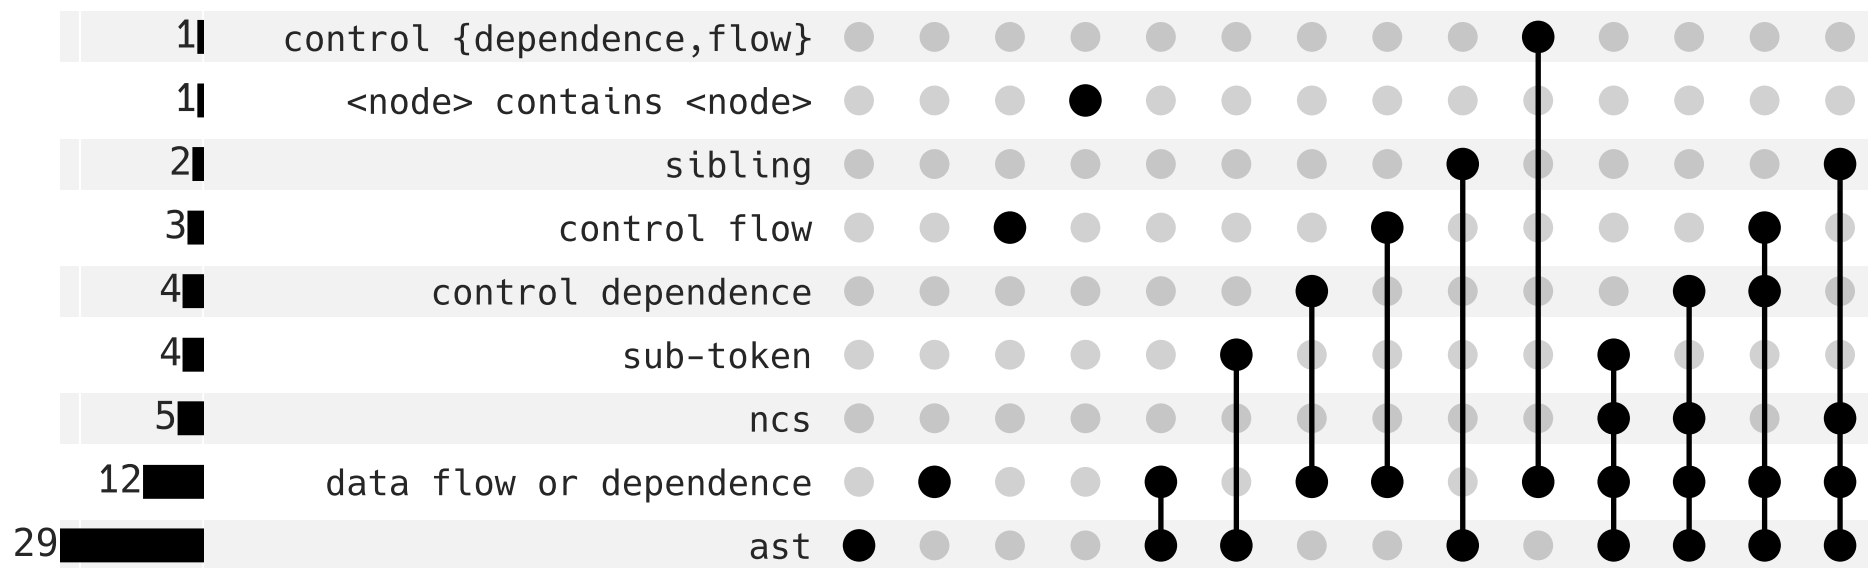 1 control {dependence,flow}
1 <node> contains <node>
2 sibling
3 control flow
4 control dependence
4 sub-token
5 ncs
12 data flow or dependence
29 ast